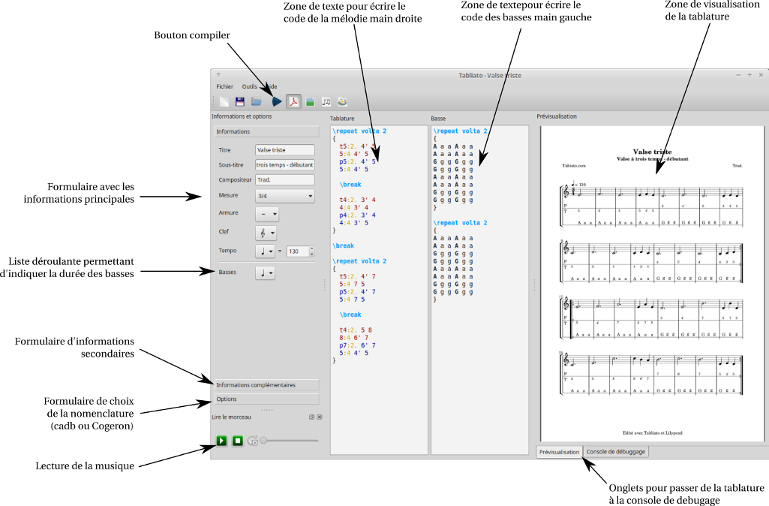 Zone de texte pour écrire le
code de la mélodie main droite
Zone de textepour écrire le
code des basses main gauche
Zone de visualisation
de la tablature
Bouton compiler
Tabliato - Valse triste
Fichier Outils
Informations et options
Informations
Titre Valse triste
Sous-titre trois temps - débutant
Compositeur Trad.
Mesure 3/4
Armure –
Clef
Tempo = 130
Basses
Informations complémentaires
Options
Lire le morceau
Formulaire avec les
informations principales
Liste déroulante permettant
d'indiquer la durée des basses
Formulaire d'informations
secondaires
Formulaire de choix
de la nomenclature
(cadb ou Cogeron)
Lecture de la musique
Tablature
\repeat volta 2
{
t5:2. 4' 5
5:4 4' 5
p5:2. 4' 5
5:4 4' 5
\break
t4:2. 3' 4
4:4 3' 4
p4:2. 3' 4
4:4 3' 5
}
\break
\repeat volta 2
{
t5:2. 4' 7
5:4 7 5
p5:2. 4' 7
5:4 7 5
\break
t4:2. 5 8
8:4 6' 7
p7:2. 6' 7
5:4 4' 5
}
Basse
\repeat volta 2
{
A a a A a a
A a a A a a
G g g G g g
G g g G g g
A a a A a a
A a a A a a
G g g G g g
G g g G g g
}
\repeat volta 2
{
A a a A a a
A a a A a a
G g g G g g
G g g G g g
A a a A a a
A a a A a a
G g g G g g
G g g G g g
}
Prévisualisation
Valse triste
Valse à trois temps - débutant
Tabliato.com
Trad.
Edité avec Tabliato et Lilypond
Prévisualisation
Console de débuggage
Onglets pour passer de la tablature
à la console de debugage